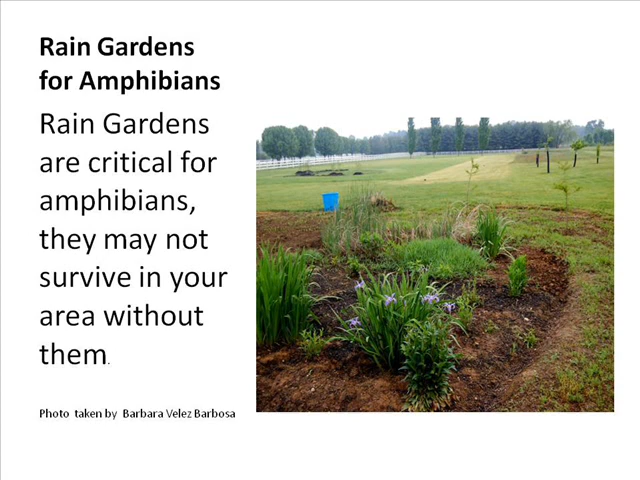 Rain Gardens
for Amphibians
Rain Gardens
are critical for
amphibians,
they may not
survive in your
area without
them.
Photo taken by Barbara Velez Barbosa